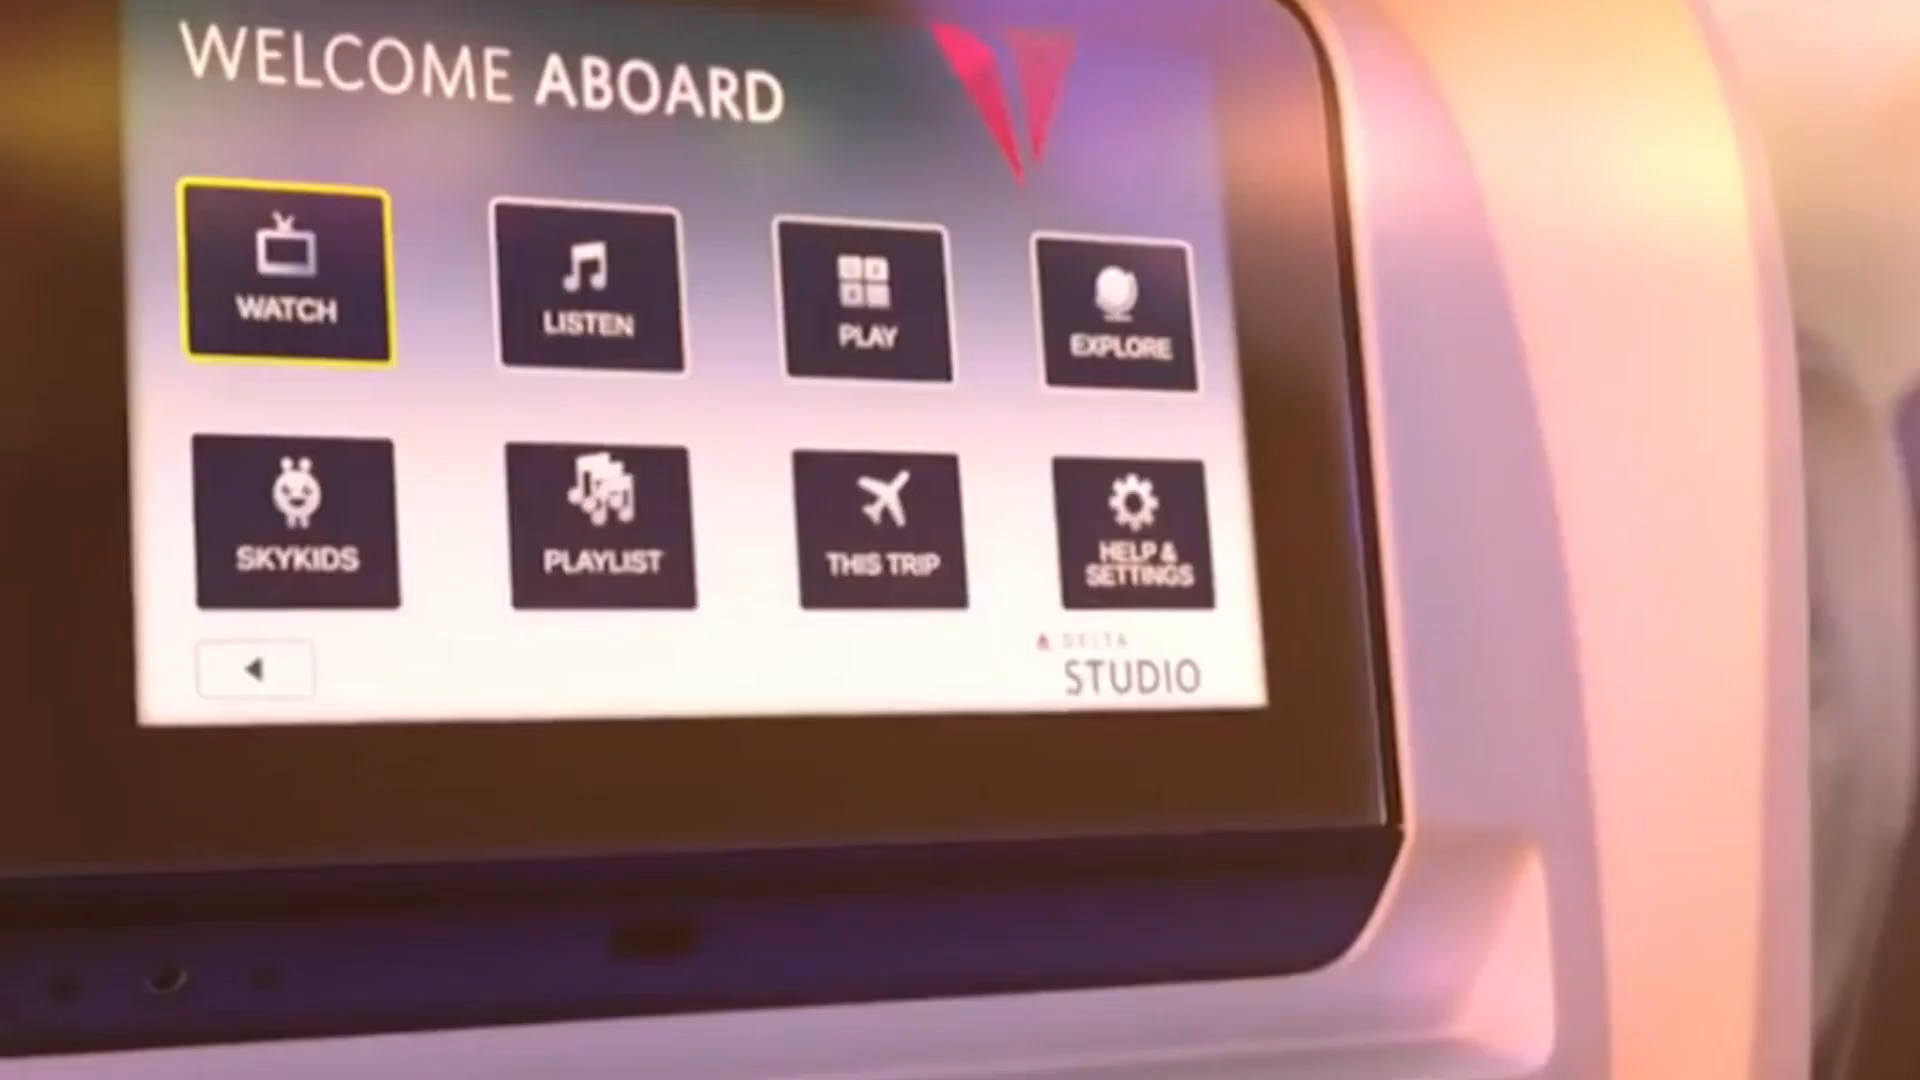 WELCOME ABOARD
WATCH
LISTEN
PLAY
EXPLORE
SKYKIDS
PLAYLIST
THIS TRIP
HELP &
SETTINGS
DELTA
STUDIO